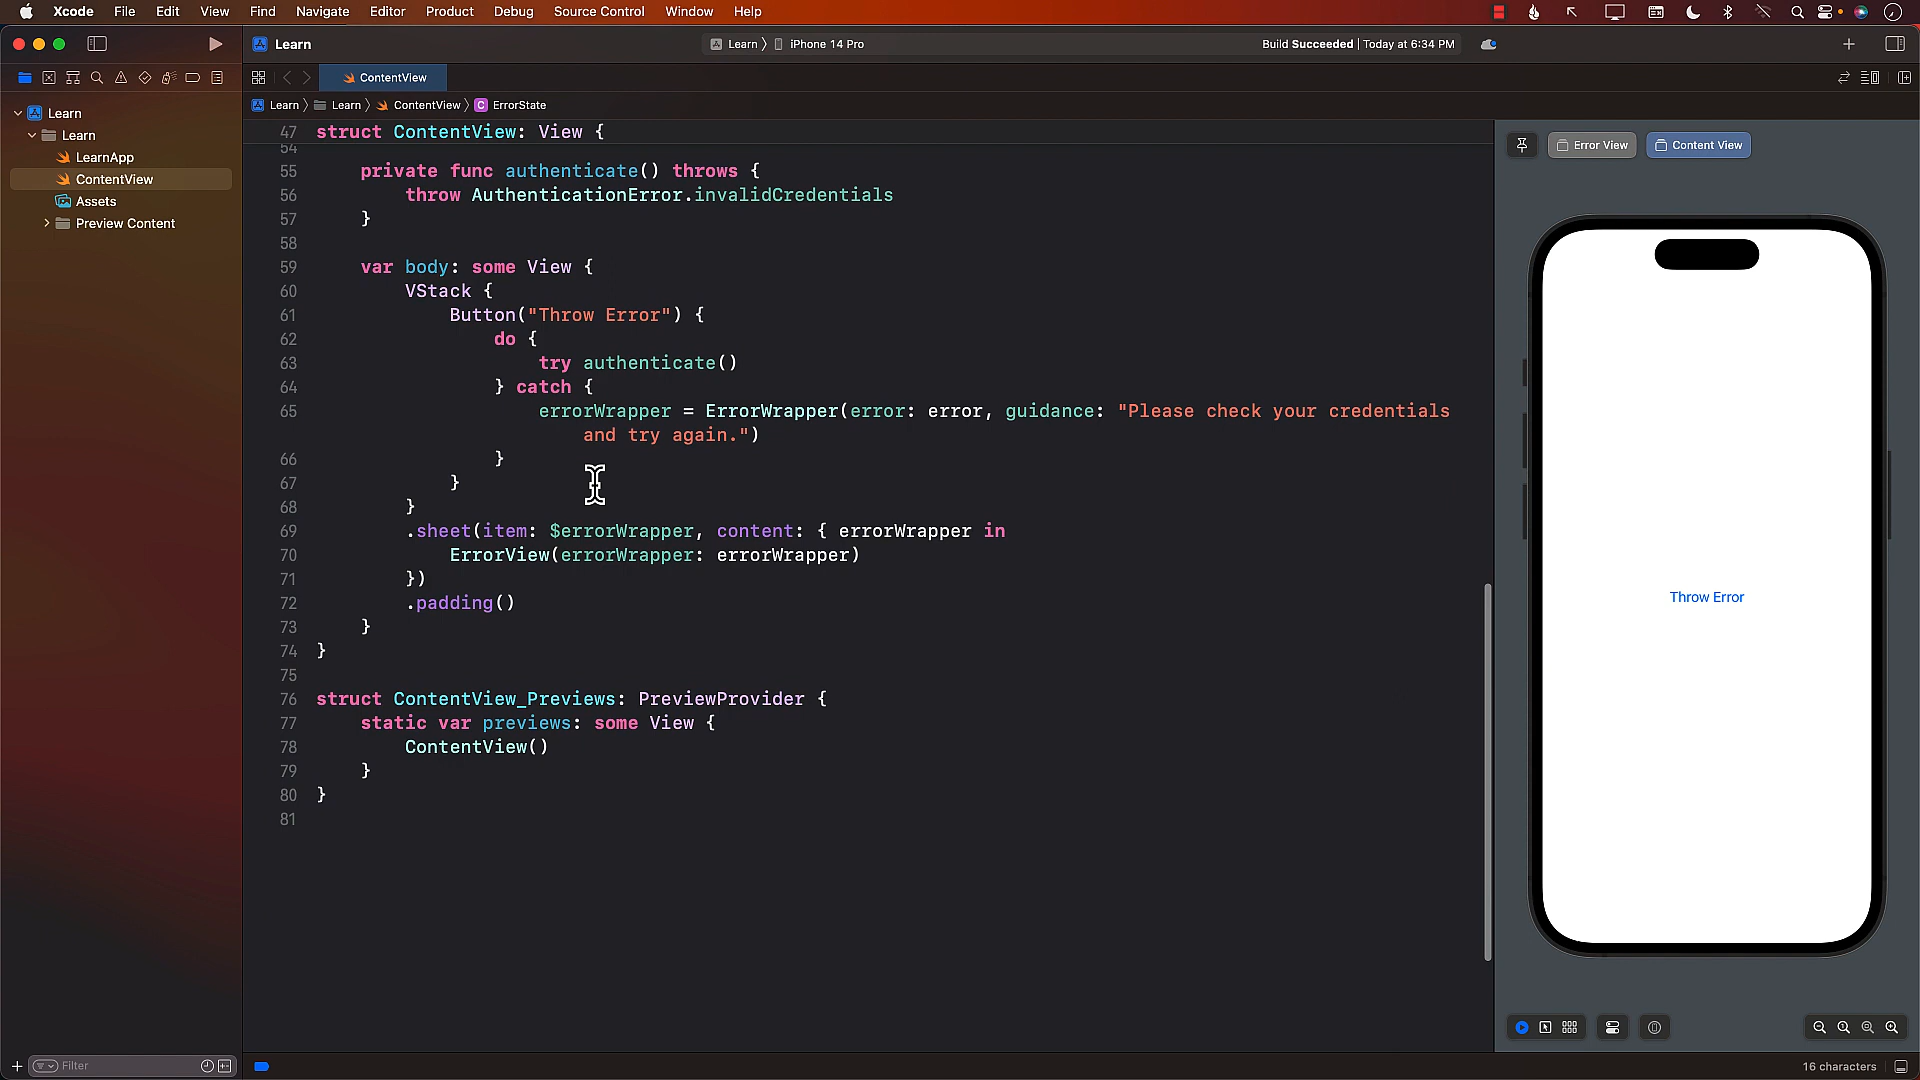 Xcode File Edit View Find Navigate Editor Product Debug Source Control Window Help
Learn
Learn 〉 iPhone 14 Pro
Build Succeeded | Today at 6:34 PM
ContentView
Learn 〉 Learn 〉 ContentView 〉 C ErrorState
Learn
Learn
LearnApp
ContentView
Assets
Preview Content
47 struct ContentView: View {
54
55 private func authenticate() throws {
56 throw AuthenticationError.invalidCredentials
57 }
58
59 var body: some View {
60 VStack {
61 Button("Throw Error") {
62 do {
63 try authenticate()
64 } catch {
65 errorWrapper = ErrorWrapper(error: error, guidance: "Please check your credentials
and try again.")
66 }
67 }
68 }
69 .sheet(item: $errorWrapper, content: { errorWrapper in
70 ErrorView(errorWrapper: errorWrapper)
71 })
72 .padding()
73 }
74 }
75
76 struct ContentView_Previews: PreviewProvider {
77 static var previews: some View {
78 ContentView()
79 }
80 }
81
Error View
Content View
Throw Error
Filter
16 characters